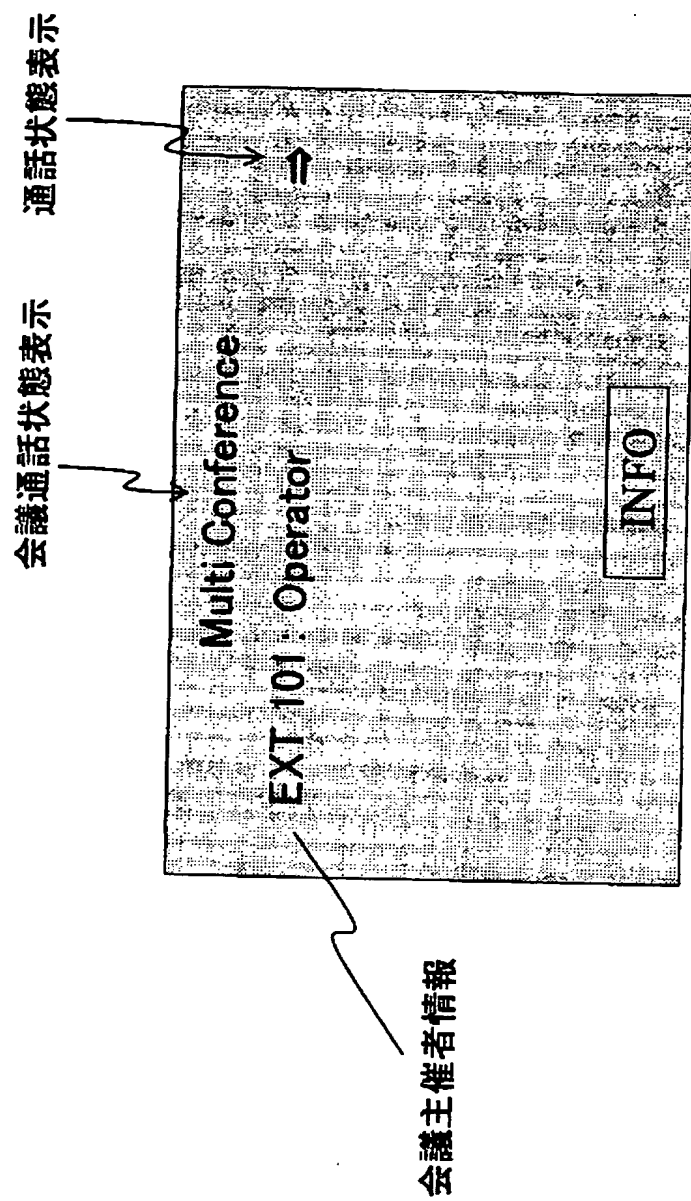 会議通話状態表示
通話状態表示
Multi Conference
EXT 101 : Operator ⇒
会議主催者情報
INFO